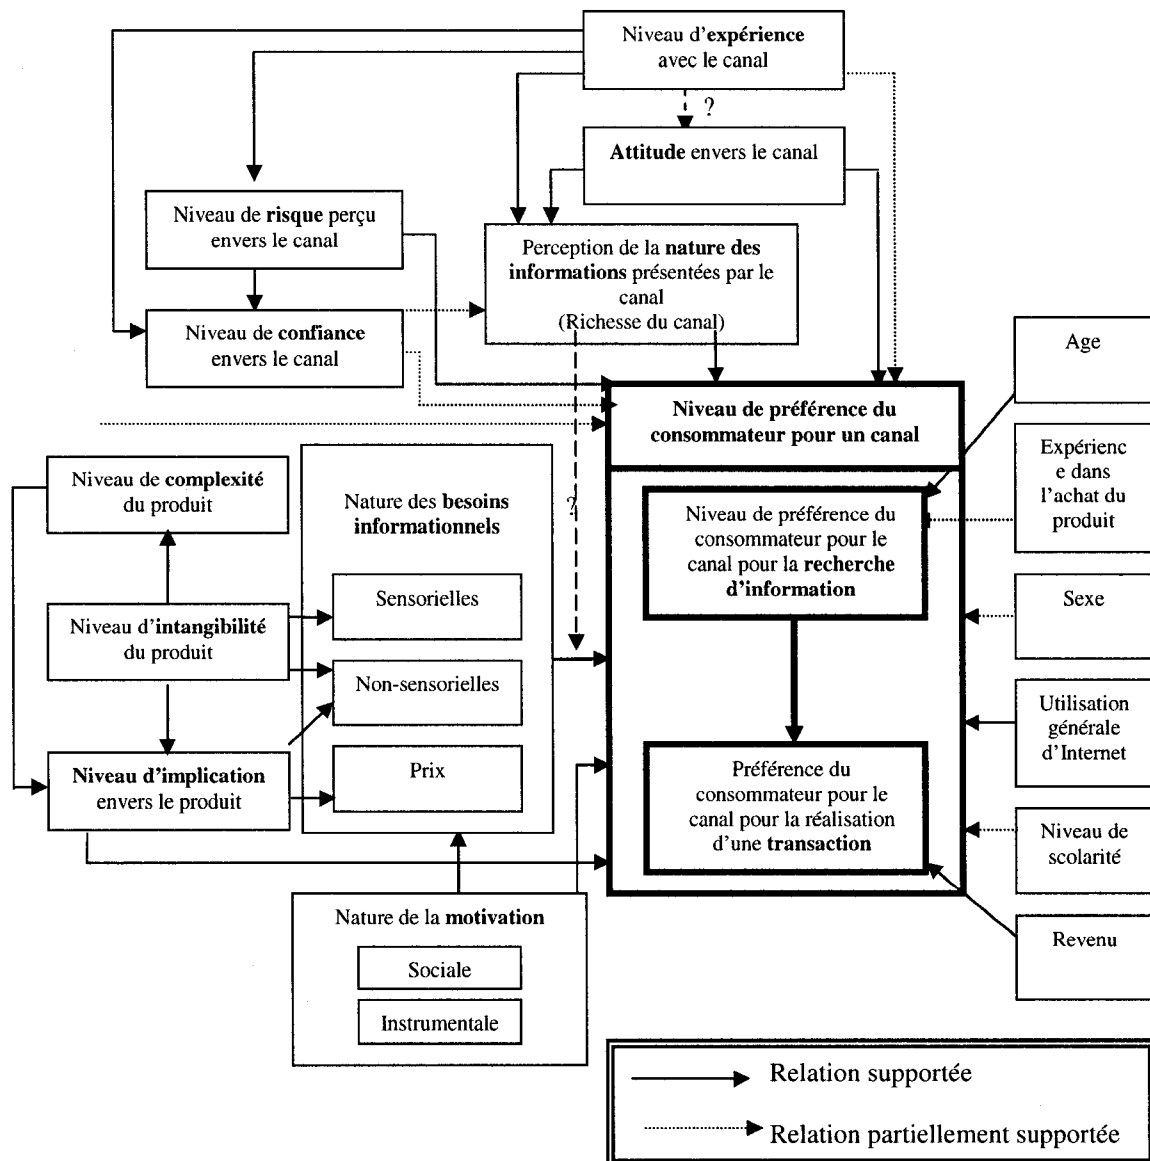 Niveau d'expérience
avec le canal
?
Attitude envers le canal
Niveau de risque perçu
envers le canal
Perception de la nature des
informations présentées par le
canal
(Richesse du canal)
Niveau de confiance
envers le canal
Age
Niveau de préférence du
consommateur pour un canal
Expérienc
e dans
l'achat du
produit
Niveau de complexité
du produit
Nature des besoins
informationnels
?
Niveau de préférence du
consommateur pour le
canal pour la recherche
d'information
Sensorielles
Sexe
Niveau d'intangibilité
du produit
Non-sensorielles
Utilisation
générale
d'Internet
Niveau d'implication
envers le produit
Prix
Préférence du
consommateur pour le
canal pour la réalisation
d'une transaction
Niveau de
scolarité
Nature de la motivation
Sociale
Instrumentale
Revenu
Relation supportée
Relation partiellement supportée